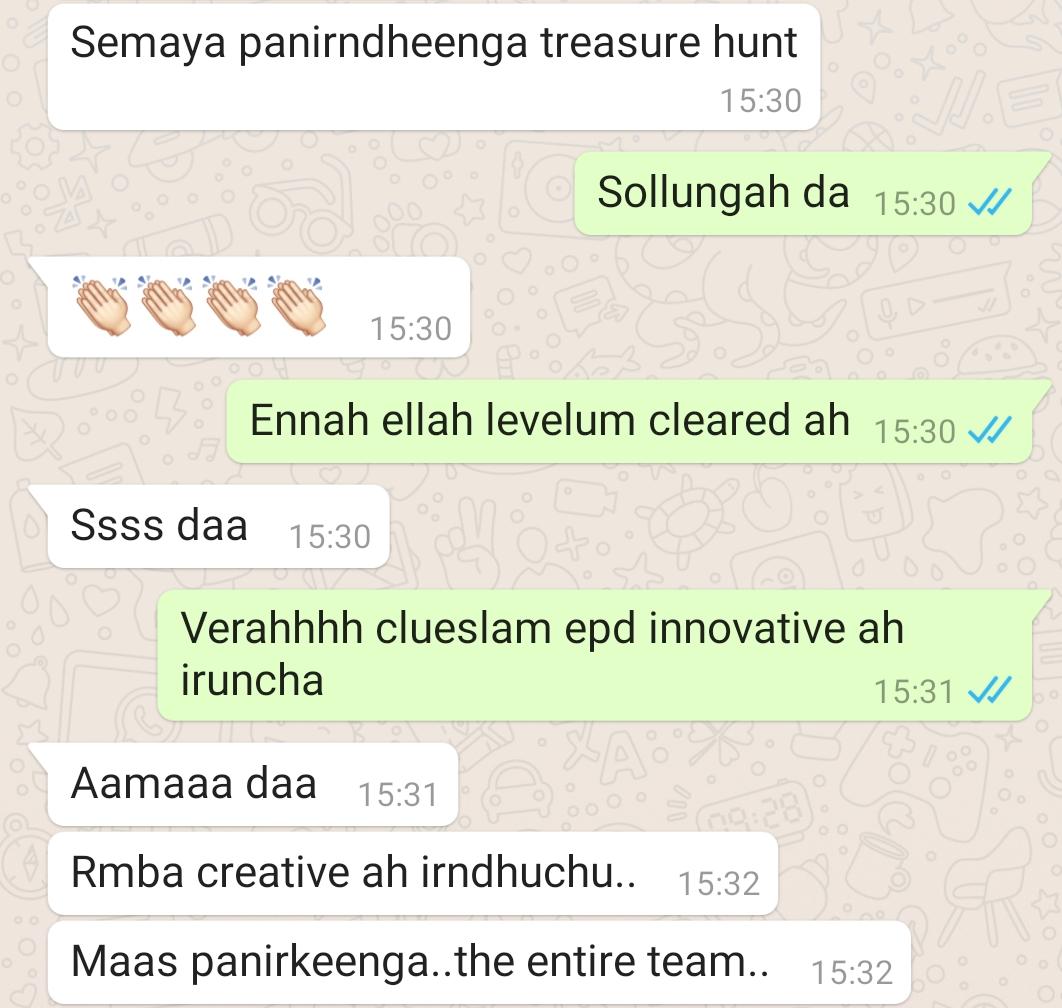 Semaya panirndheenga treasure hunt
15:30
Sollungah da 15:30
👏🏻👏🏻👏🏻👏🏻 15:30
Ennah ellah levelum cleared ah 15:30
Ssss daa 15:30
Verahhhh clueslam epd innovative ah
iruncha 15:31
Aamaaa daa 15:31
Rmba creative ah irndhuchu.. 15:32
Maas panirkeenga..the entire team.. 15:32